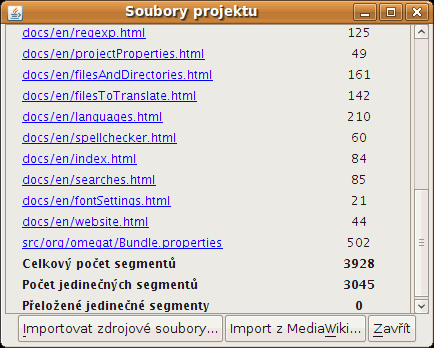 Soubory projektu
docs/en/regexp.html 125
docs/en/projectProperties.html 49
docs/en/filesAndDirectories.html 161
docs/en/filesToTranslate.html 142
docs/en/languages.html 210
docs/en/spellchecker.html 60
docs/en/index.html 84
docs/en/searches.html 85
docs/en/fontSettings.html 21
docs/en/website.html 44
src/org/omegat/Bundle.properties 502
Celkový počet segmentů 3928
Počet jedinečných segmentů 3045
Přeložené jedinečné segmenty 0
Importovat zdrojové soubory... Import z MediaWiki... Zavřít